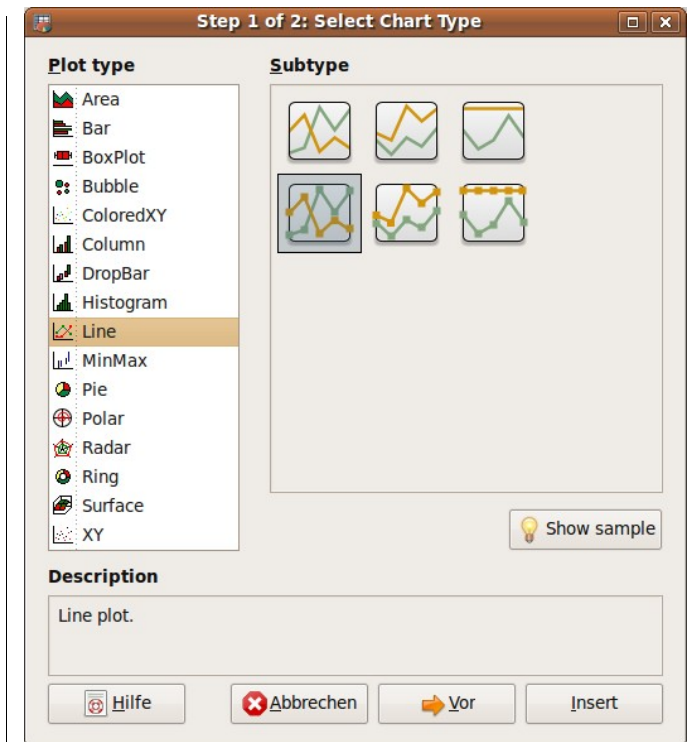 Step 1 of 2: Select Chart Type
Plot type
Subtype
Area
Bar
BoxPlot
Bubble
ColoredXY
Column
DropBar
Histogram
Line
MinMax
Pie
Polar
Radar
Ring
Surface
XY
Show sample
Description
Line plot.
Hilfe
Abbrechen
Vor
Insert